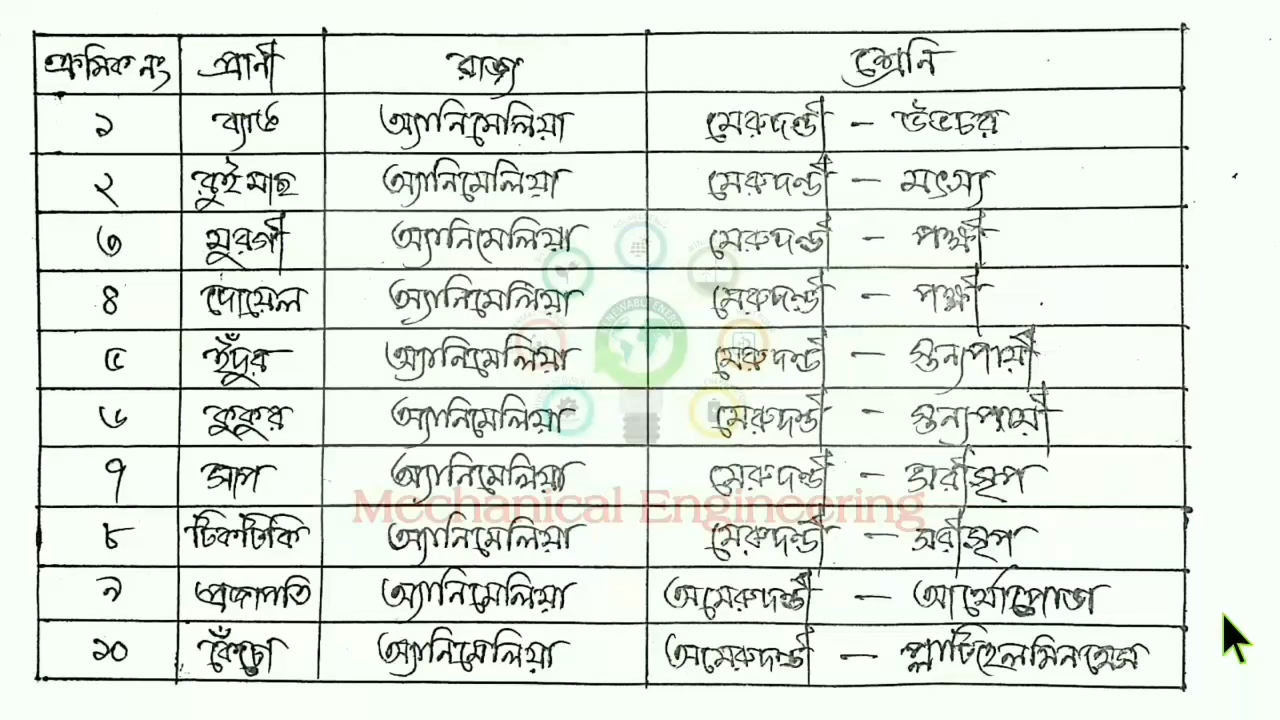 ক্রমিক নং প্রানী রাজ্য শ্রেনি
১ ব্যাঙ অ্যানিমেলিয়া মেরুদন্ডী - উভচর
২ রুই মাছ অ্যানিমেলিয়া মেরুদন্ডী - মৎস্য
৩ মুরগী অ্যানিমেলিয়া মেরুদন্ডী - পক্ষী
৪ দোয়েল অ্যানিমেলিয়া মেরুদন্ডী - পক্ষী
৫ ইঁদুর অ্যানিমেলিয়া মেরুদন্ডী - স্তন্যপায়ী
৬ কুকুর অ্যানিমেলিয়া মেরুদন্ডী - স্তন্যপায়ী
৭ সাপ অ্যানিমেলিয়া মেরুদন্ডী - সরীসৃপ
Mechanical Engineering
৮ টিকটিকি অ্যানিমেলিয়া মেরুদন্ডী - সরীসৃপ
৯ প্রজাপতি অ্যানিমেলিয়া অমেরুদন্ডী - আর্থোপোডা
১০ কেঁচো অ্যানিমেলিয়া অমেরুদন্ডী - প্লাটিহেলমিনথেস